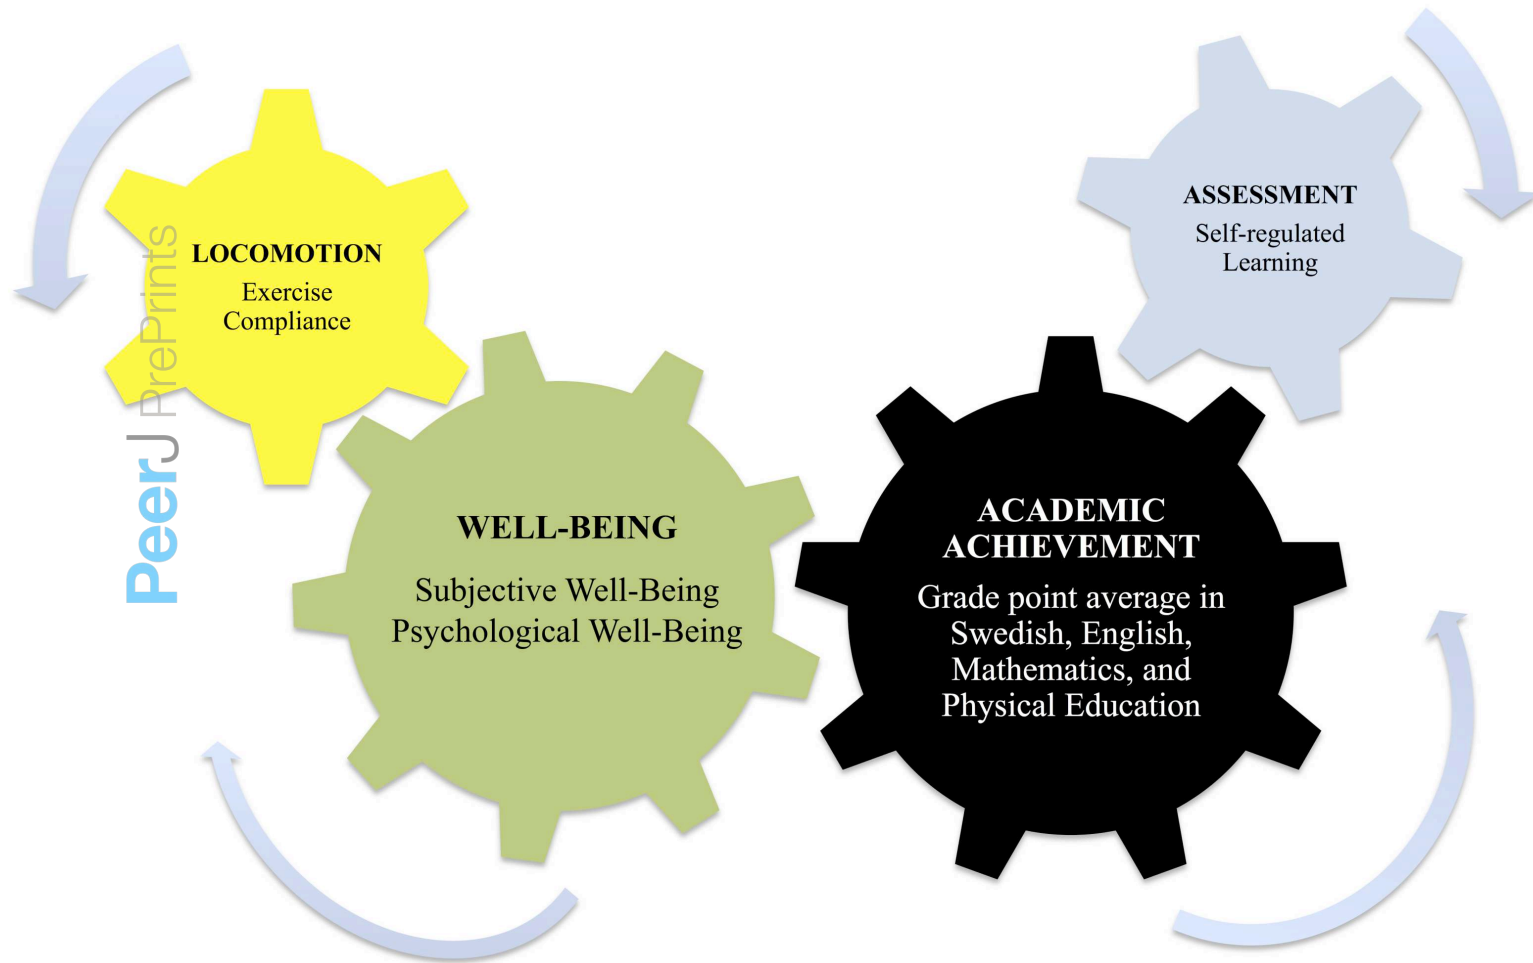 LOCOMOTION
Exercise
Compliance
ASSESSMENT
Self-regulated
Learning
WELL-BEING
Subjective Well-Being
Psychological Well-Being
ACADEMIC
ACHIEVEMENT
Grade point average in
Swedish, English,
Mathematics, and
Physical Education
PeerJ PrePrints